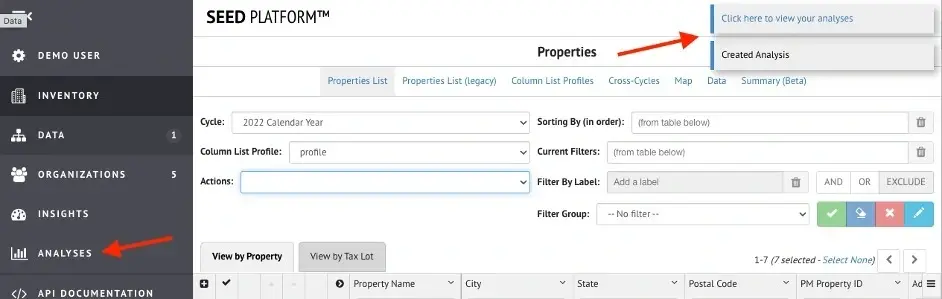 Data
DEMO USER
INVENTORY
DATA 1
ORGANIZATIONS 5
INSIGHTS
ANALYSES
API DOCUMENTATION
SEED PLATFORM™
Click here to view your analyses
Created Analysis
Properties
Properties List Properties List (legacy) Column List Profiles Cross-Cycles Map Data Summary (Beta)
Cycle: 2022 Calendar Year Sorting By (in order): (from table below)
Column List Profile: profile Current Filters: (from table below)
Actions: Filter By Label: Add a label AND OR EXCLUDE
Filter Group: -- No filter --
View by Property View by Tax Lot 1-7 (7 selected - Select None)
Property Name City State Postal Code PM Property ID Ad